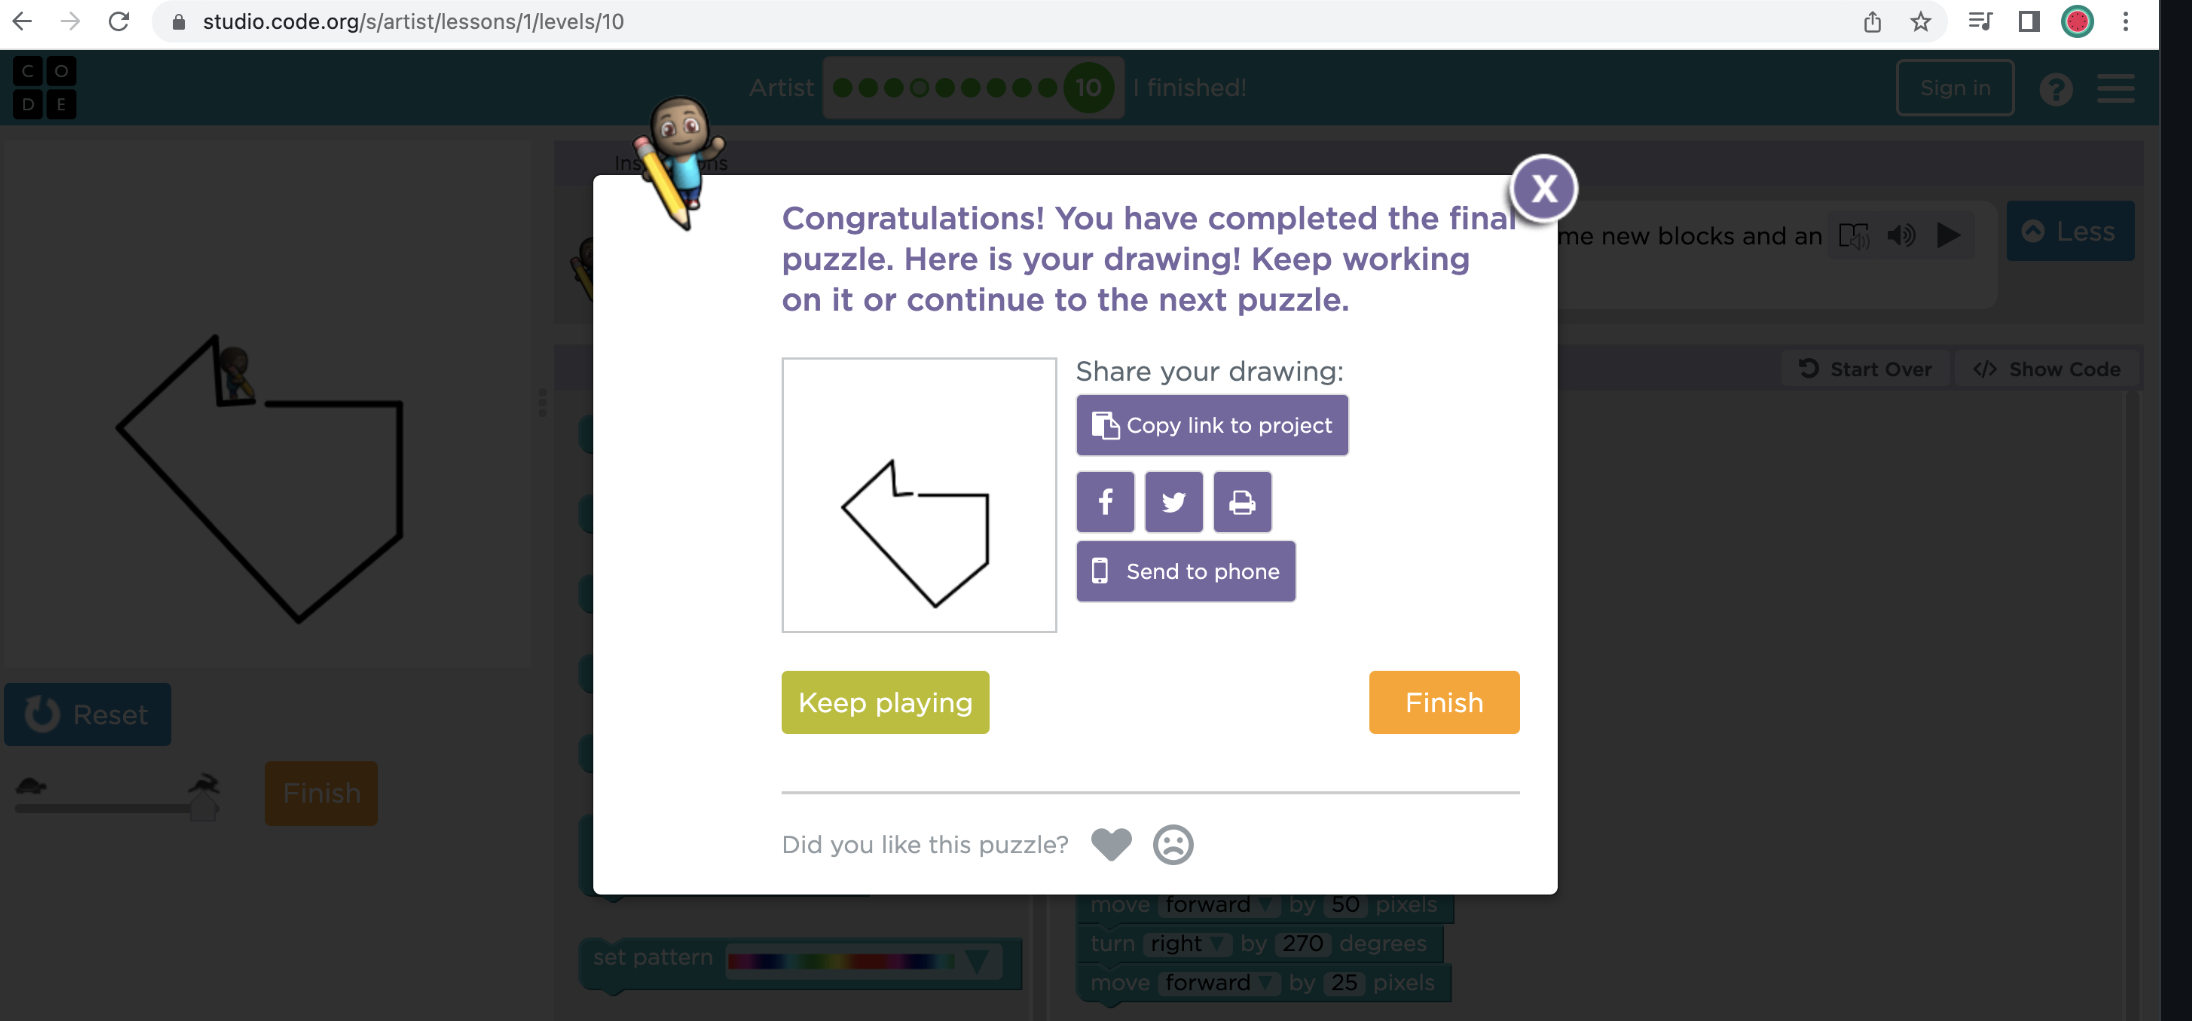 studio.code.org/s/artist/lessons/1/levels/10
C O
D E
Artist
10
I finished!
Sign in
?
X
Congratulations! You have completed the final
puzzle. Here is your drawing! Keep working
on it or continue to the next puzzle.
me new blocks and an
Less
Share your drawing:
Copy link to project
Start Over
</> Show Code
f
Send to phone
Keep playing
Finish
Reset
Finish
Did you like this puzzle?
move forward by 50 pixels
turn right by 270 degrees
set pattern
move forward by 25 pixels